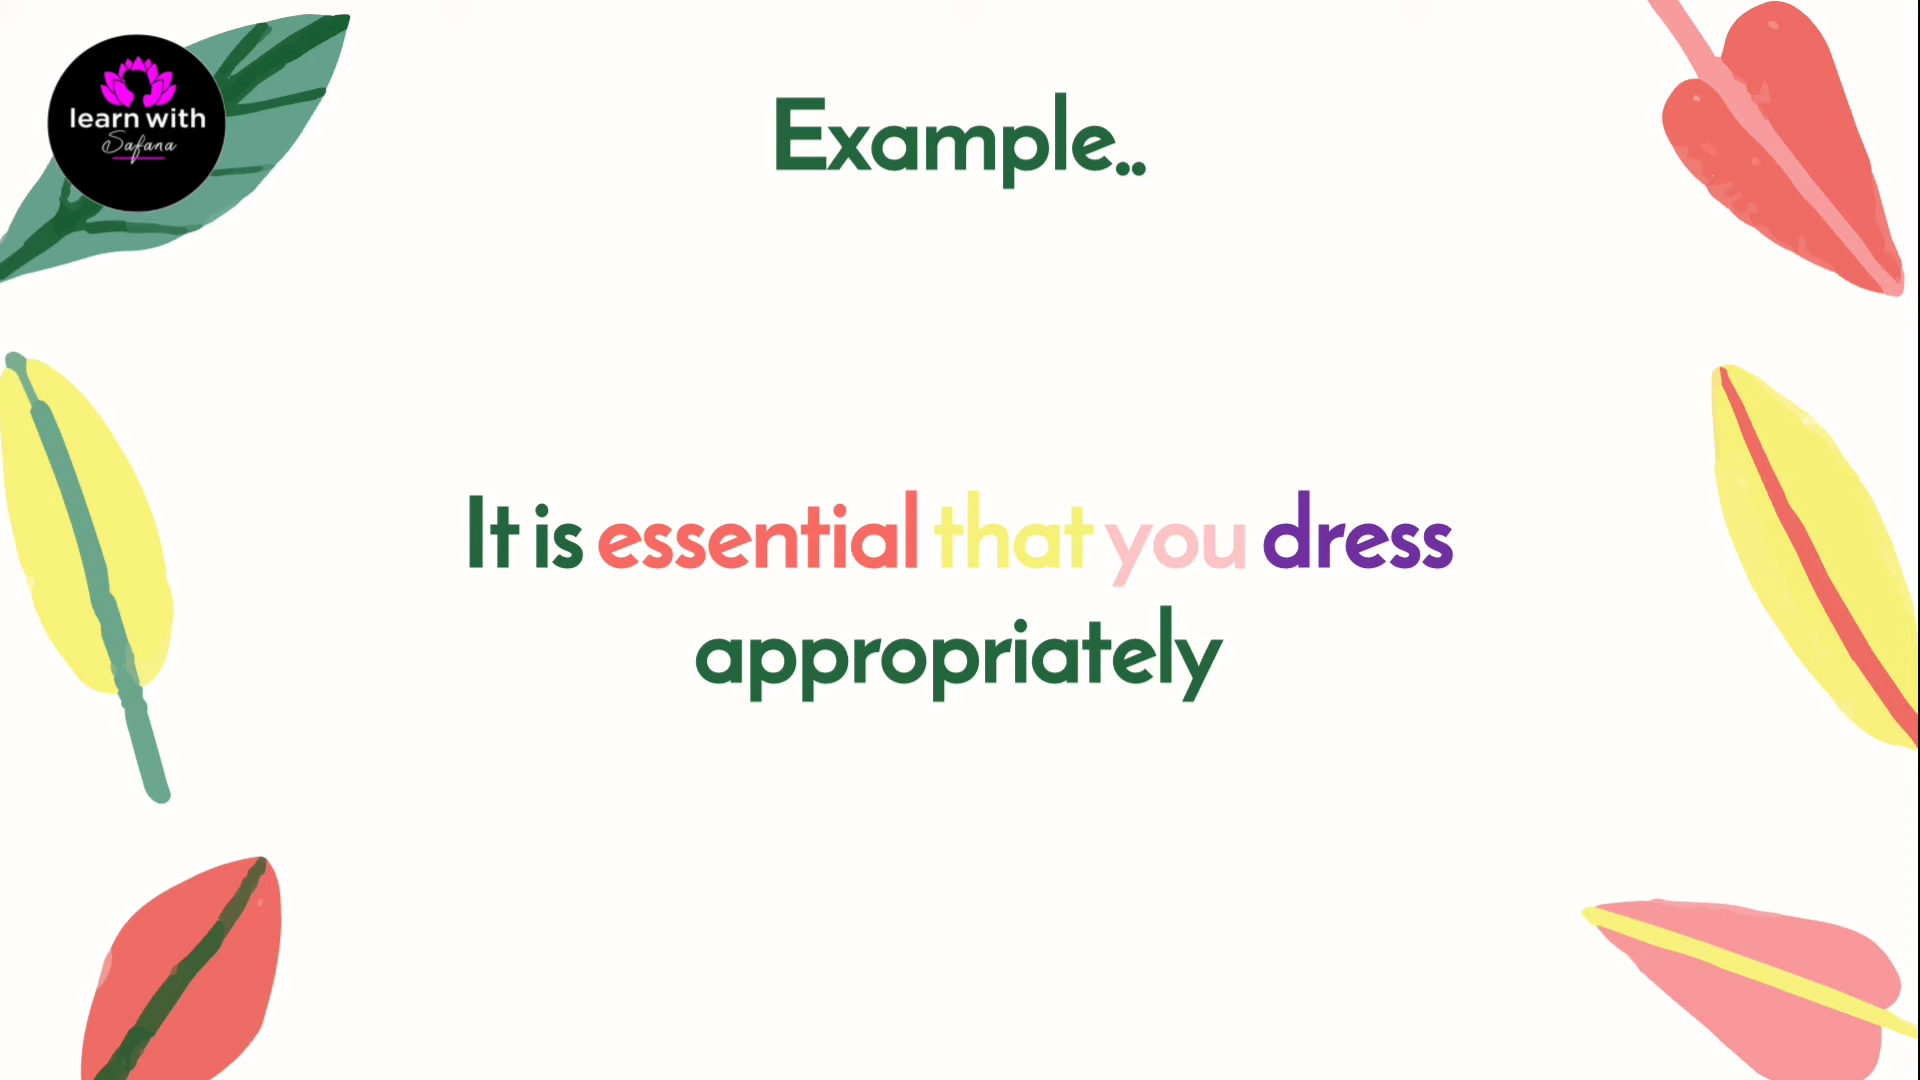 learn with
Safana
Example..
It is essential that you dress
appropriately